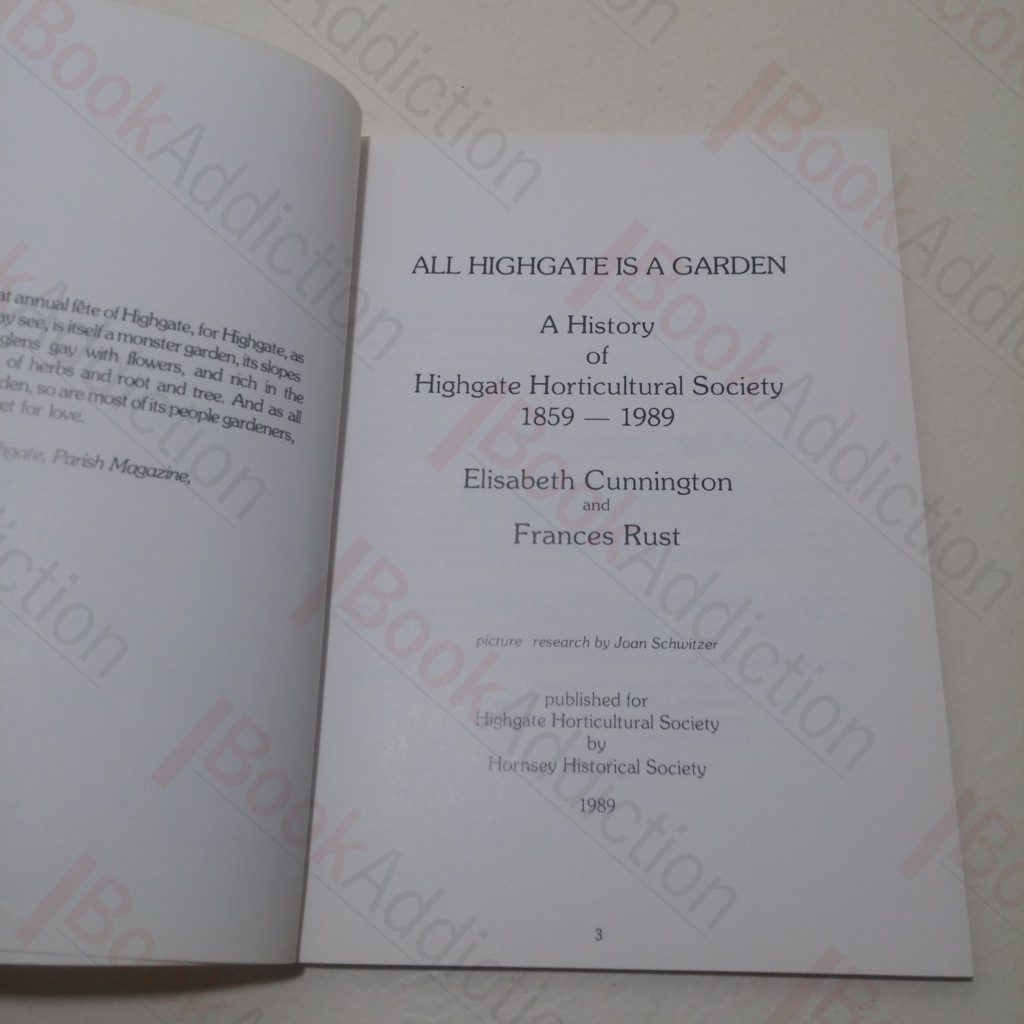 at annual fête of Highgate, for Highgate, as
ay see, is itself a monster garden, its slopes
glens gay with flowers, and rich in the
of herbs and root and tree. And as all
den, so are most of its people gardeners,
et for love.
hgate, Parish Magazine,
ALL HIGHGATE IS A GARDEN
A History
of
Highgate Horticultural Society
1859 — 1989
Elisabeth Cunnington
and
Frances Rust
picture research by Joan Schwitzer
published for
Highgate Horticultural Society
by
Hornsey Historical Society
1989
3
BookAddiction